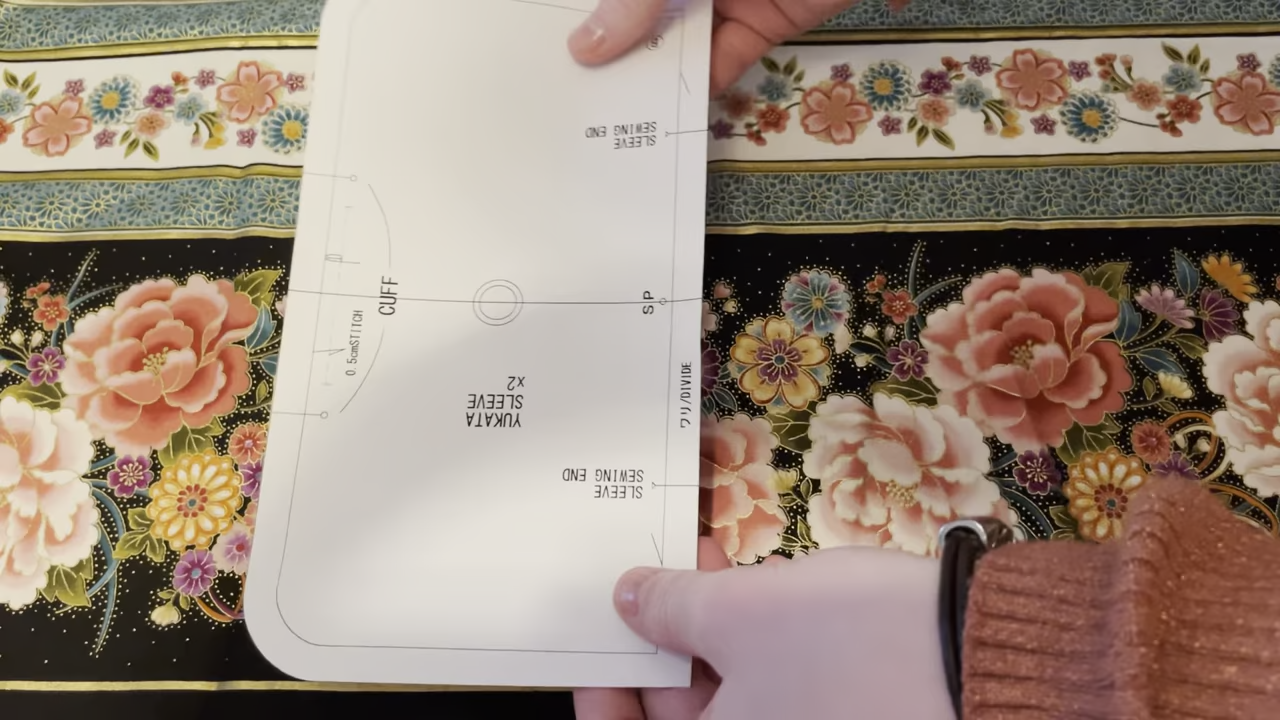 SLEEVE
SEWING END
CUFF
0.5cmSTITCH
SP
YUKATA
SLEEVE
x2
ワリ/DIVIDE
SLEEVE
SEWING END